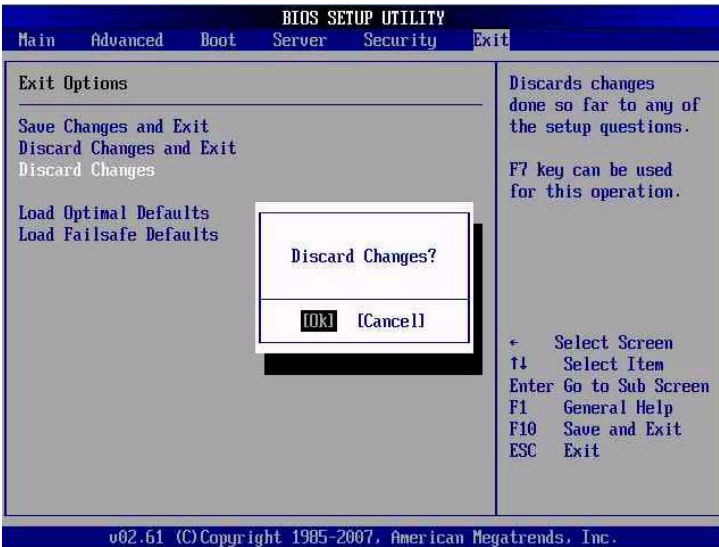 BIOS SETUP UTILITY
Main Advanced Boot Server Security Exit
Exit Options
Save Changes and Exit
Discard Changes and Exit
Discard Changes
Load Optimal Defaults
Load Failsafe Defaults
Discard Changes?
[Ok] [Cancel]
Discards changes
done so far to any of
the setup questions.
F7 key can be used
for this operation.
← Select Screen
↑↓ Select Item
Enter Go to Sub Screen
F1 General Help
F10 Save and Exit
ESC Exit
v02.61 (C)Copyright 1985-2007, American Megatrends, Inc.